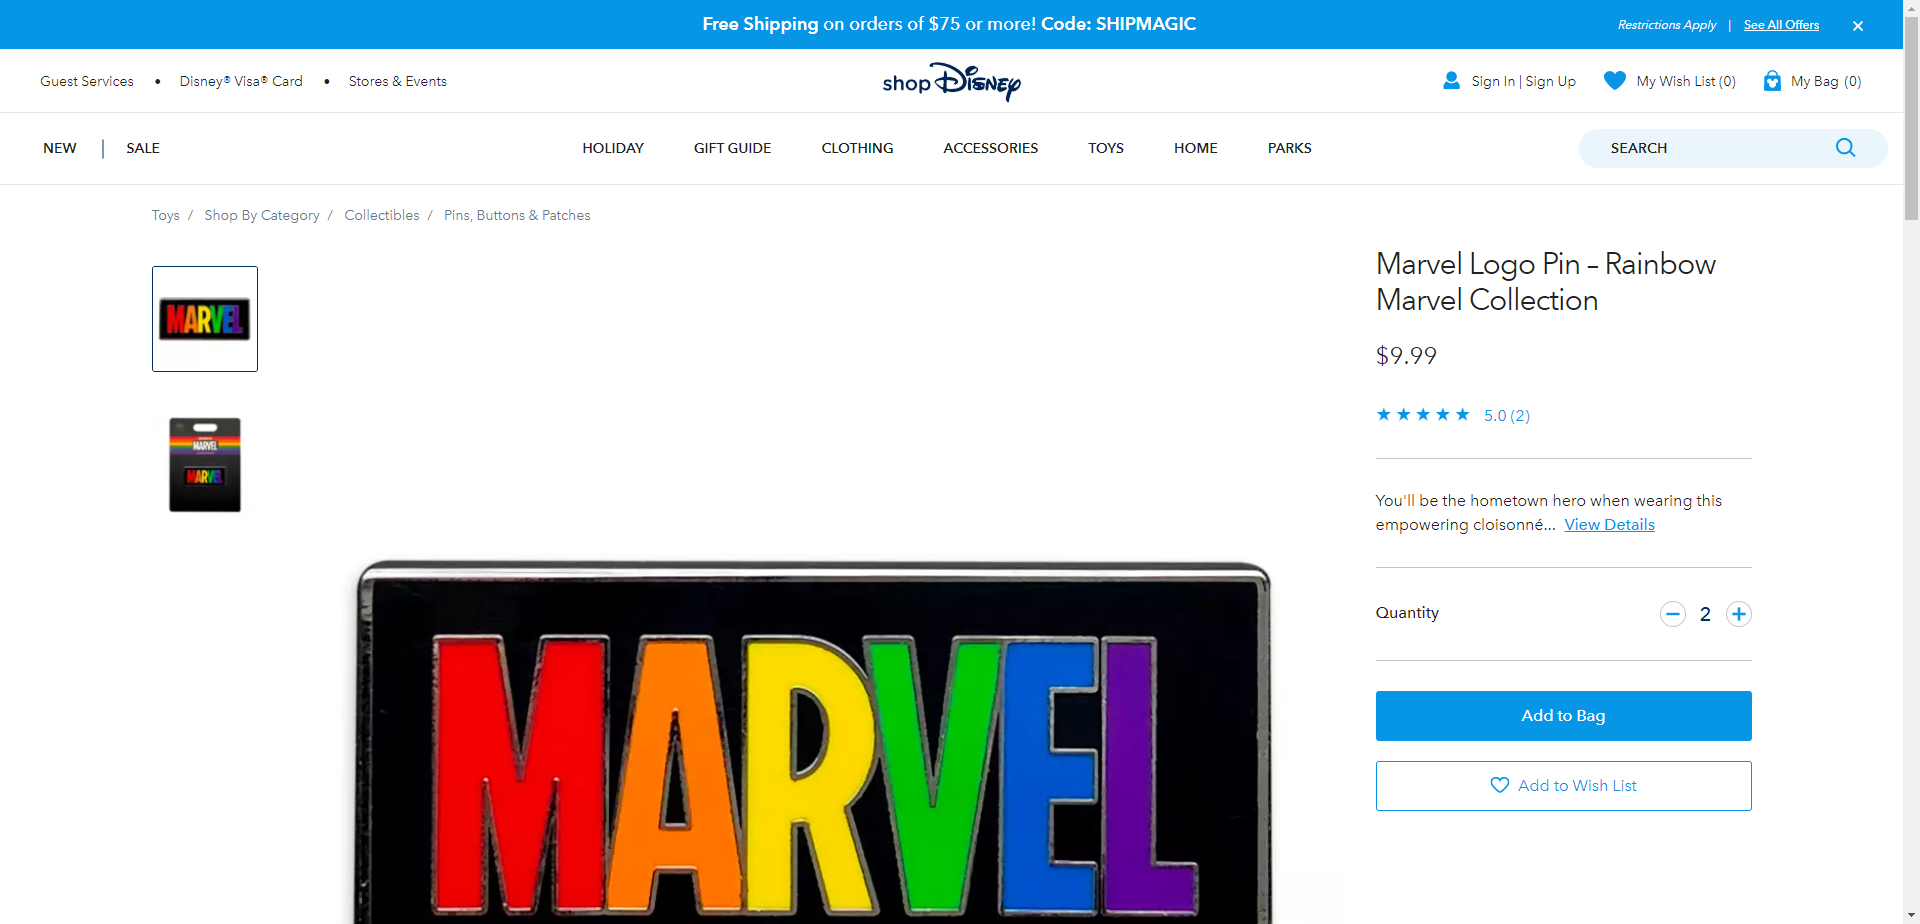 Free Shipping on orders of $75 or more! Code: SHIPMAGIC
Restrictions Apply | See All Offers
Guest Services • Disney® Visa® Card • Stores & Events
shop Disney
Sign In | Sign Up
My Wish List (0)
My Bag (0)
NEW | SALE
HOLIDAY GIFT GUIDE CLOTHING ACCESSORIES TOYS HOME PARKS
SEARCH
Toys / Shop By Category / Collectibles / Pins, Buttons & Patches
MARVEL
MARVEL
MARVEL
MARVEL
Marvel Logo Pin – Rainbow
Marvel Collection
$9.99
5.0 (2)
You'll be the hometown hero when wearing this
empowering cloisonné... View Details
Quantity
2
Add to Bag
Add to Wish List